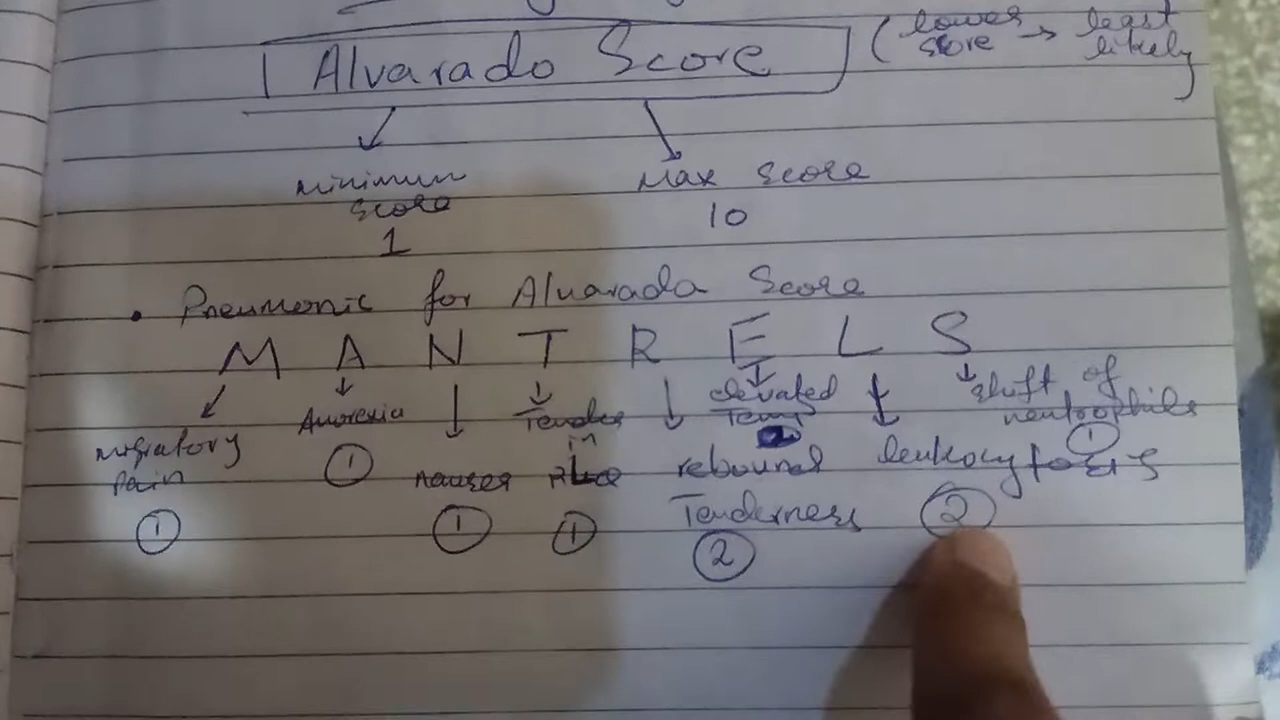 Alvarado Score (lower score → least likely)
Minimum score
1
Max Score
10
• Pneumonic for Alvarada Score
M A N T R E L S
Migratory pain
1
Anorexia
1
nausea
1
Tender in
1
rebound Tenderness
2
elevated Temp
leukocytosis
2
shift of neutrophils
1